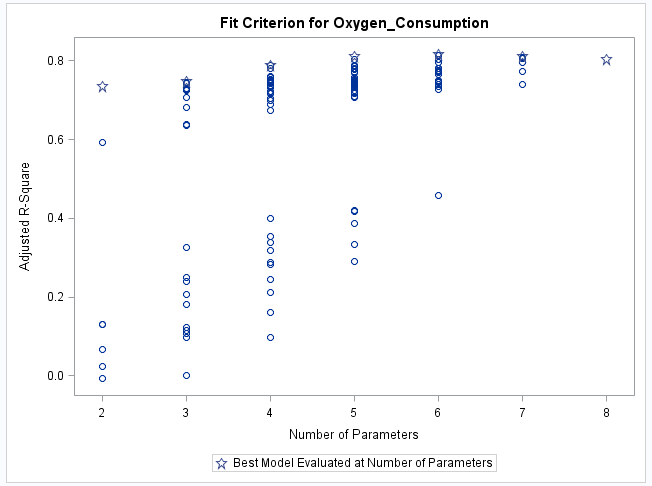 Fit Criterion for Oxygen_Consumption
Adjusted R-Square
0.8
0.6
0.4
0.2
0.0
2 3 4 5 6 7 8
Number of Parameters
Best Model Evaluated at Number of Parameters